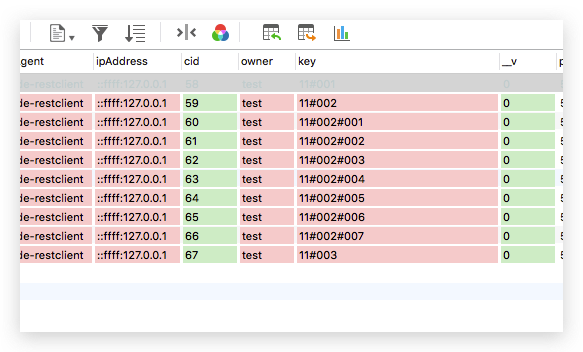 gent ipAddress cid owner key __v p
de-restclient ::ffff:127.0.0.1 58 test 11#001 0
de-restclient ::ffff:127.0.0.1 59 test 11#002 0 5
de-restclient ::ffff:127.0.0.1 60 test 11#002#001 0 5
de-restclient ::ffff:127.0.0.1 61 test 11#002#002 0 5
de-restclient ::ffff:127.0.0.1 62 test 11#002#003 0 5
de-restclient ::ffff:127.0.0.1 63 test 11#002#004 0 5
de-restclient ::ffff:127.0.0.1 64 test 11#002#005 0 5
de-restclient ::ffff:127.0.0.1 65 test 11#002#006 0 5
de-restclient ::ffff:127.0.0.1 66 test 11#002#007 0 5
de-restclient ::ffff:127.0.0.1 67 test 11#003 0 5